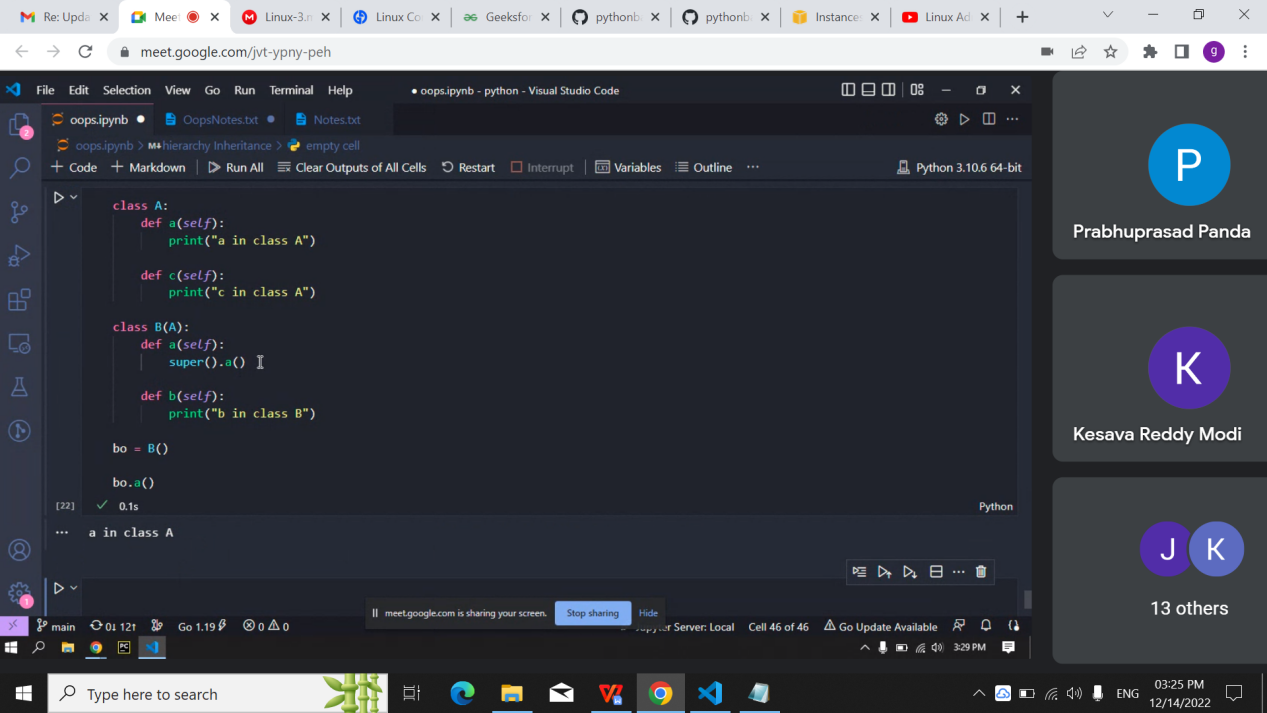 Re: Upda
Meet
Linux-3.
Linux Co
Geeksfor
pythonb
pythonb
Instance
Linux Ad
meet.google.com/jvt-ypny-peh
g
File Edit Selection View Go Run Terminal Help
● oops.ipynb - python - Visual Studio Code
oops.ipynb ●
OopsNotes.txt ●
Notes.txt
oops.ipynb > M↓hierarchy Inheritance > empty cell
+ Code + Markdown
Run All
Clear Outputs of All Cells
Restart
Interrupt
Variables
Outline
...
Python 3.10.6 64-bit
class A:
def a(self):
print("a in class A")
def c(self):
print("c in class A")
class B(A):
def a(self):
super().a()
def b(self):
print("b in class B")
bo = B()
bo.a()
[22]
0.1s
Python
... a in class A
meet.google.com is sharing your screen.
Stop sharing
Hide
main
0↓ 12↑
Go 1.19
0 0
Jupyter Server: Local
Cell 46 of 46
Go Update Available
PC
3:29 PM
2
1
P
Prabhuprasad Panda
K
Kesava Reddy Modi
J K
13 others
Type here to search
ENG
03:25 PM
12/14/2022